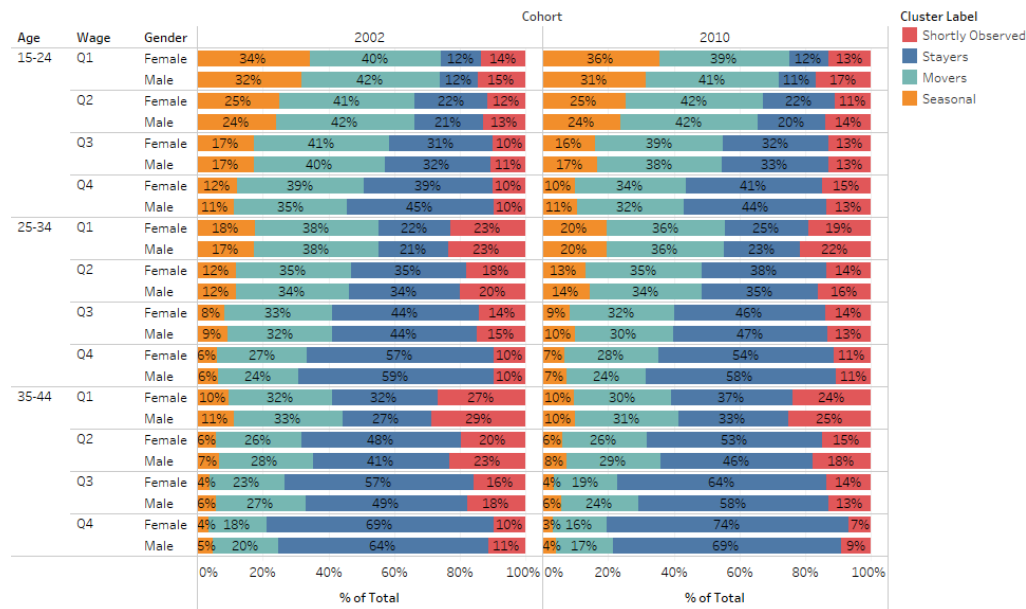 Cohort
Age Wage Gender 2002 2010
15-24 Q1 Female 34% 40% 12% 14% 36% 39% 12% 13%
Male 32% 42% 12% 15% 31% 41% 11% 17%
Q2 Female 25% 41% 22% 12% 25% 42% 22% 11%
Male 24% 42% 21% 13% 24% 42% 20% 14%
Q3 Female 17% 41% 31% 10% 16% 39% 32% 13%
Male 17% 40% 32% 11% 17% 38% 33% 13%
Q4 Female 12% 39% 39% 10% 10% 34% 41% 15%
Male 11% 35% 45% 10% 11% 32% 44% 13%
25-34 Q1 Female 18% 38% 22% 23% 20% 36% 25% 19%
Male 17% 38% 21% 23% 20% 36% 23% 22%
Q2 Female 12% 35% 35% 18% 13% 35% 38% 14%
Male 12% 34% 34% 20% 14% 34% 35% 16%
Q3 Female 8% 33% 44% 14% 9% 32% 46% 14%
Male 9% 32% 44% 15% 10% 30% 47% 13%
Q4 Female 6% 27% 57% 10% 7% 28% 54% 11%
Male 6% 24% 59% 10% 7% 24% 58% 11%
35-44 Q1 Female 10% 32% 32% 27% 10% 30% 37% 24%
Male 11% 33% 27% 29% 10% 31% 33% 25%
Q2 Female 6% 26% 48% 20% 6% 26% 53% 15%
Male 7% 28% 41% 23% 8% 29% 46% 18%
Q3 Female 4% 23% 57% 16% 4% 19% 64% 14%
Male 6% 27% 49% 18% 6% 24% 58% 13%
Q4 Female 4% 18% 69% 10% 3% 16% 74% 7%
Male 5% 20% 64% 11% 4% 17% 69% 9%
0% 20% 40% 60% 80% 100% 0% 20% 40% 60% 80% 100%
% of Total % of Total
Cluster Label
Shortly Observed
Stayers
Movers
Seasonal